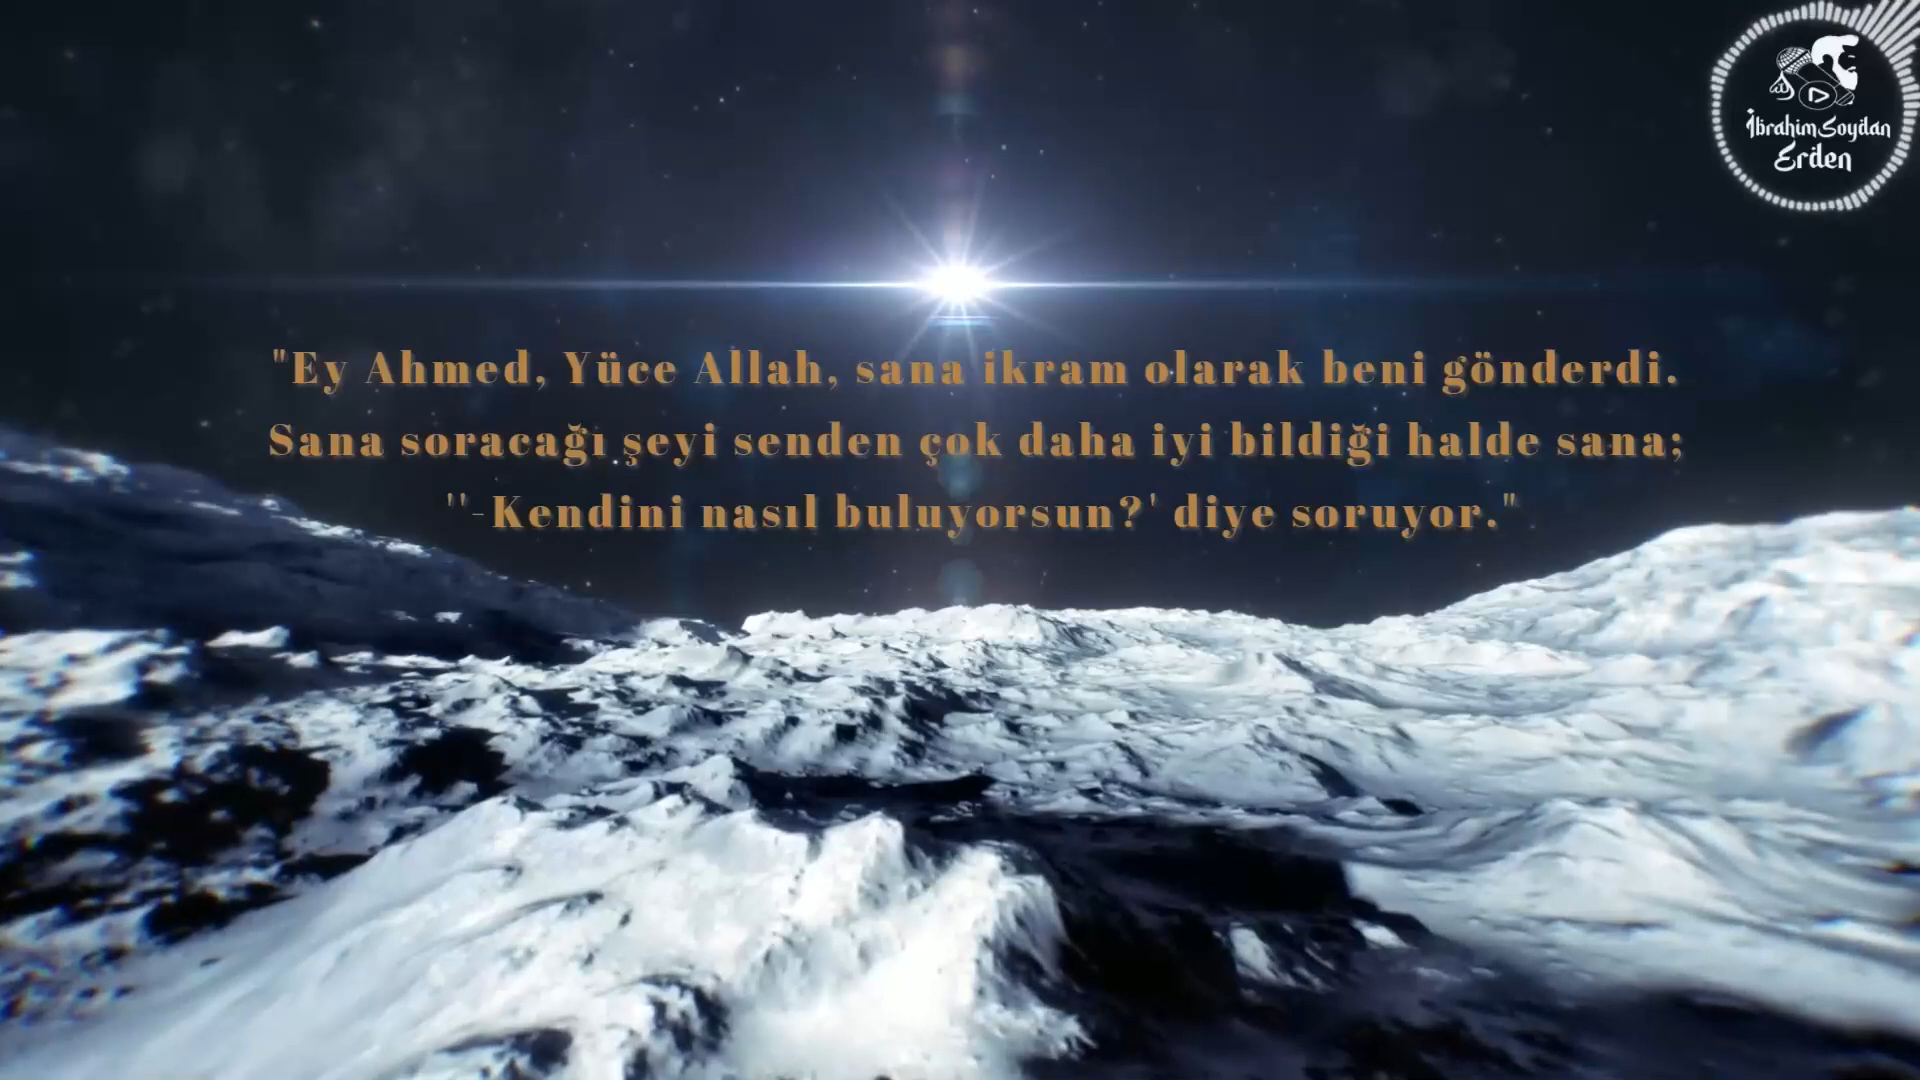 İbrahim Soydan
Erden
"Ey Ahmed, Yüce Allah, sana ikram olarak beni gönderdi.
Sana soracağı şeyi senden çok daha iyi bildiği halde sana;
''-Kendini nasıl buluyorsun?' diye soruyor."